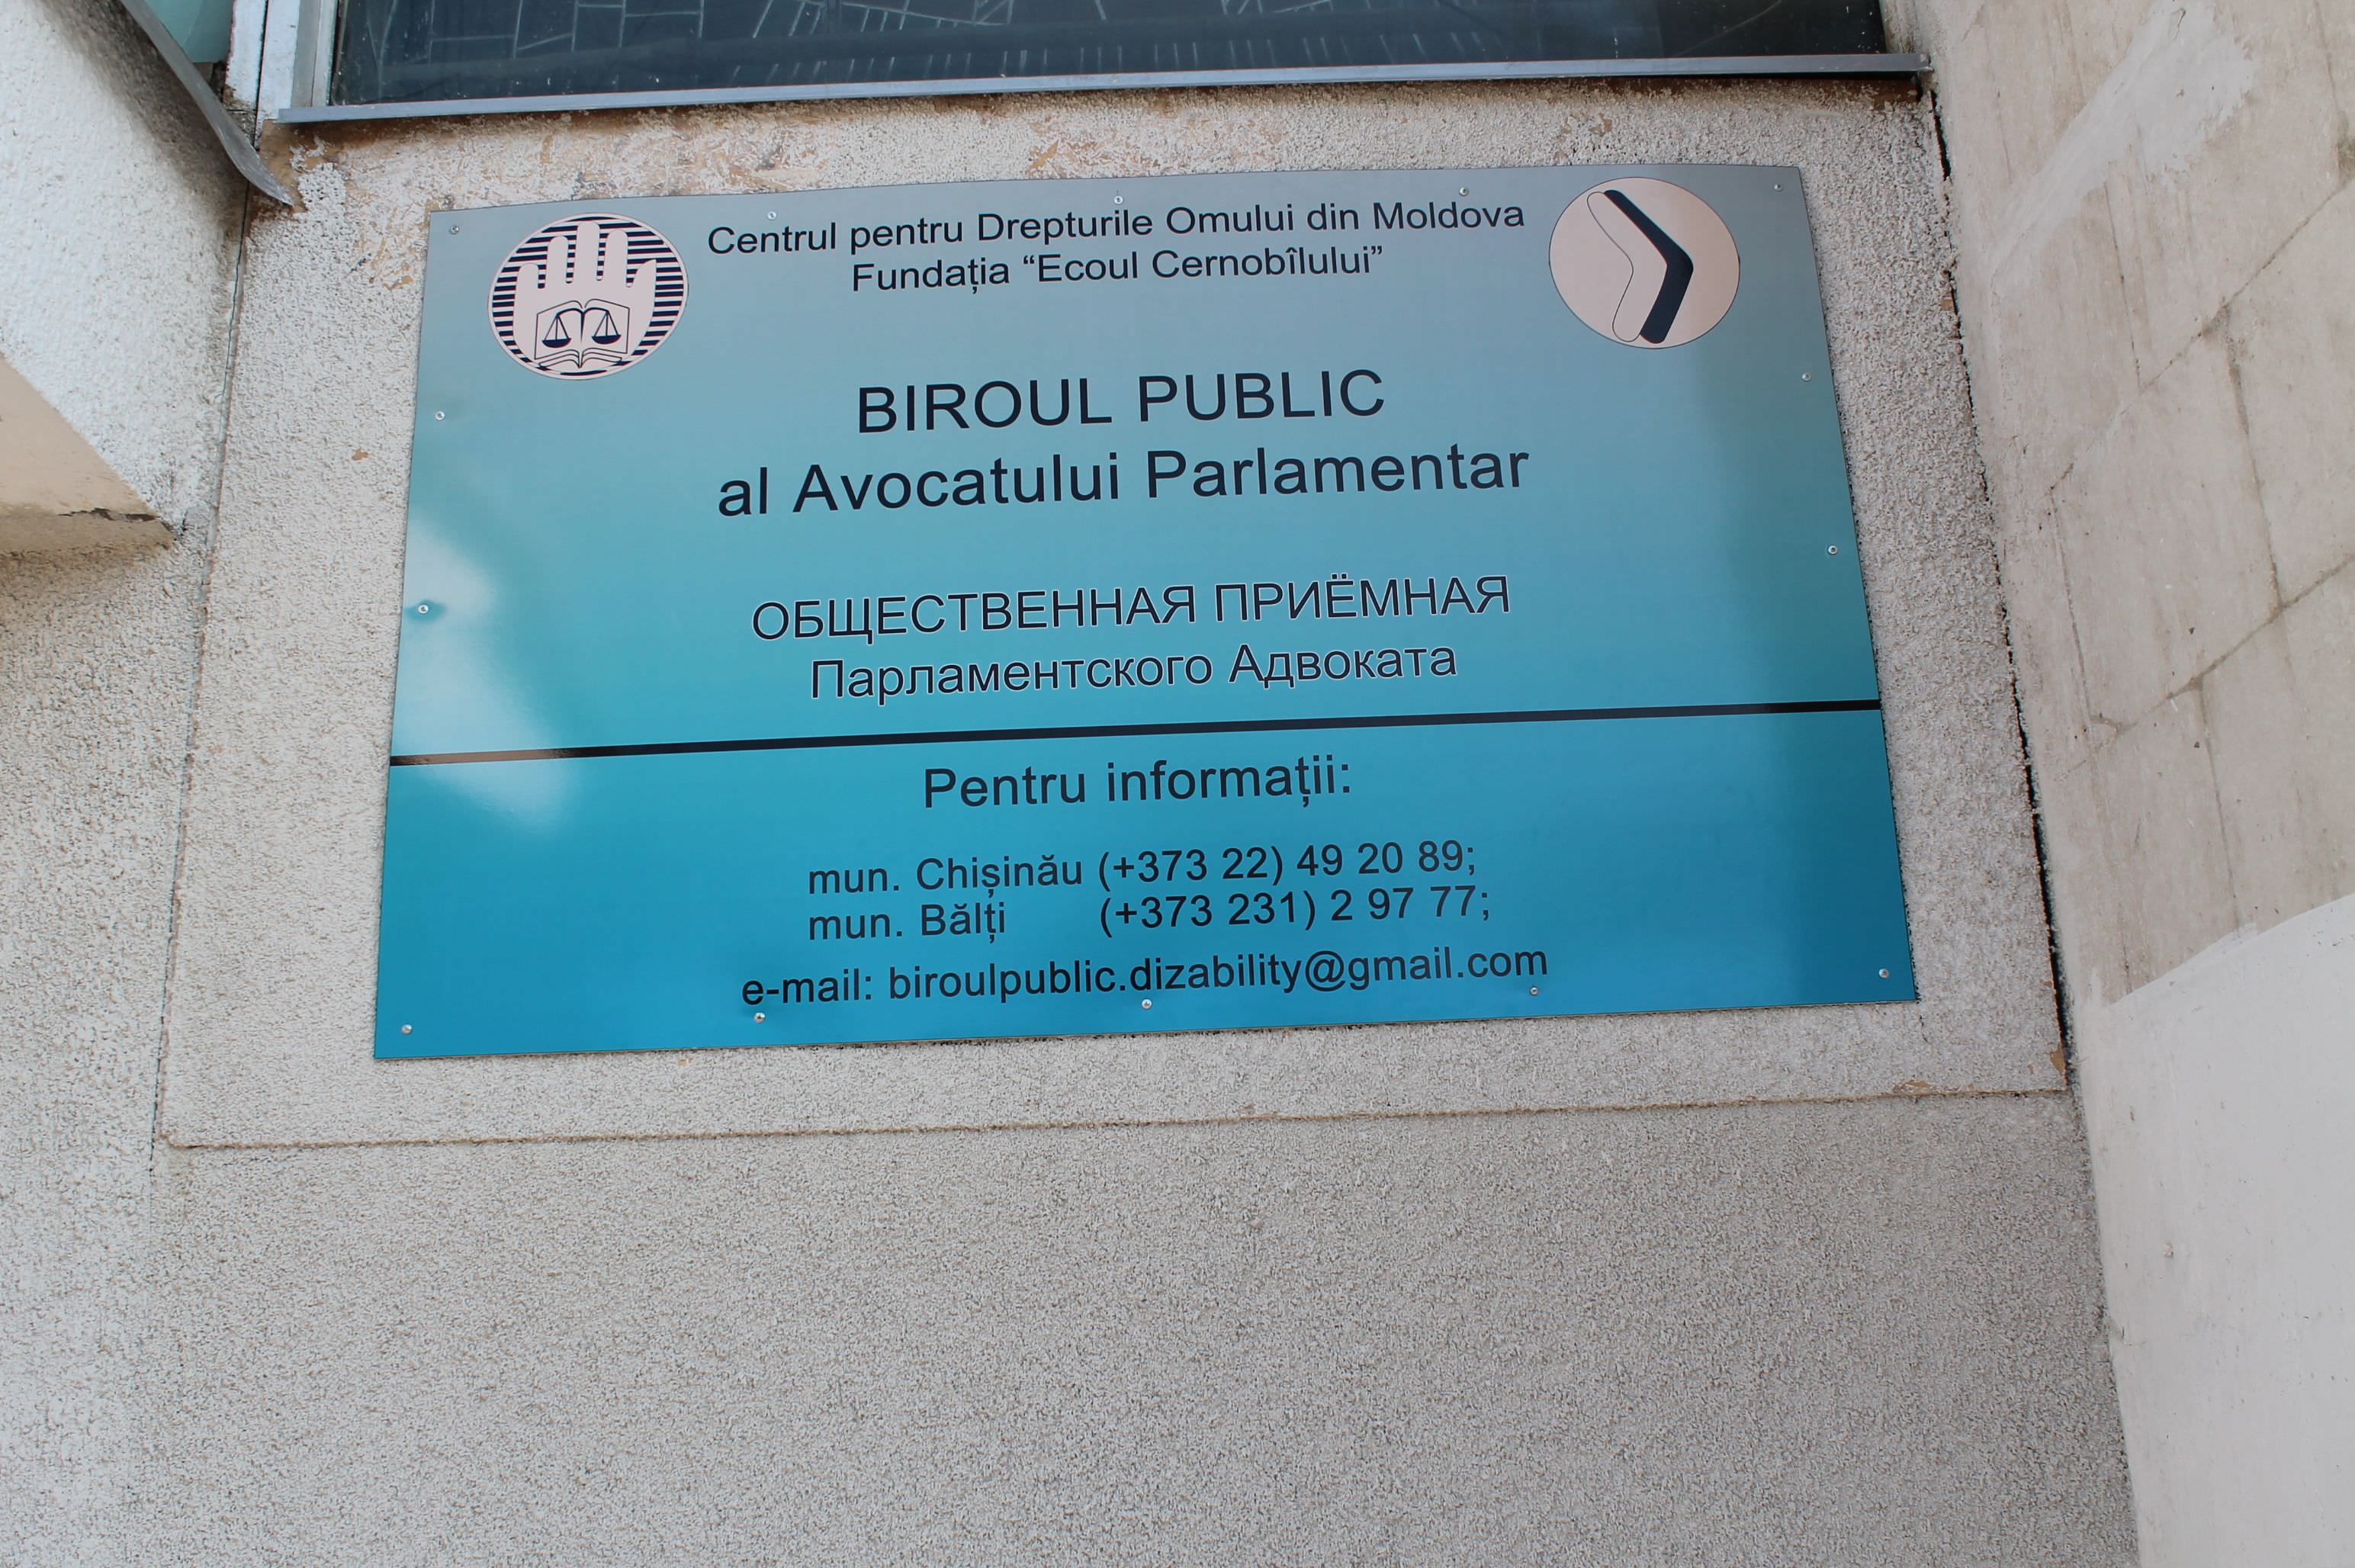 Centrul pentru Drepturile Omului din Moldova
Fundația “Ecoul Cernobîlului”
BIROUL PUBLIC
al Avocatului Parlamentar
ОБЩЕСТВЕННАЯ ПРИЁМНАЯ
Парламентского Адвоката
Pentru informații:
mun. Chișinău (+373 22) 49 20 89;
mun. Bălți (+373 231) 2 97 77;
e-mail: biroulpublic.dizability@gmail.com